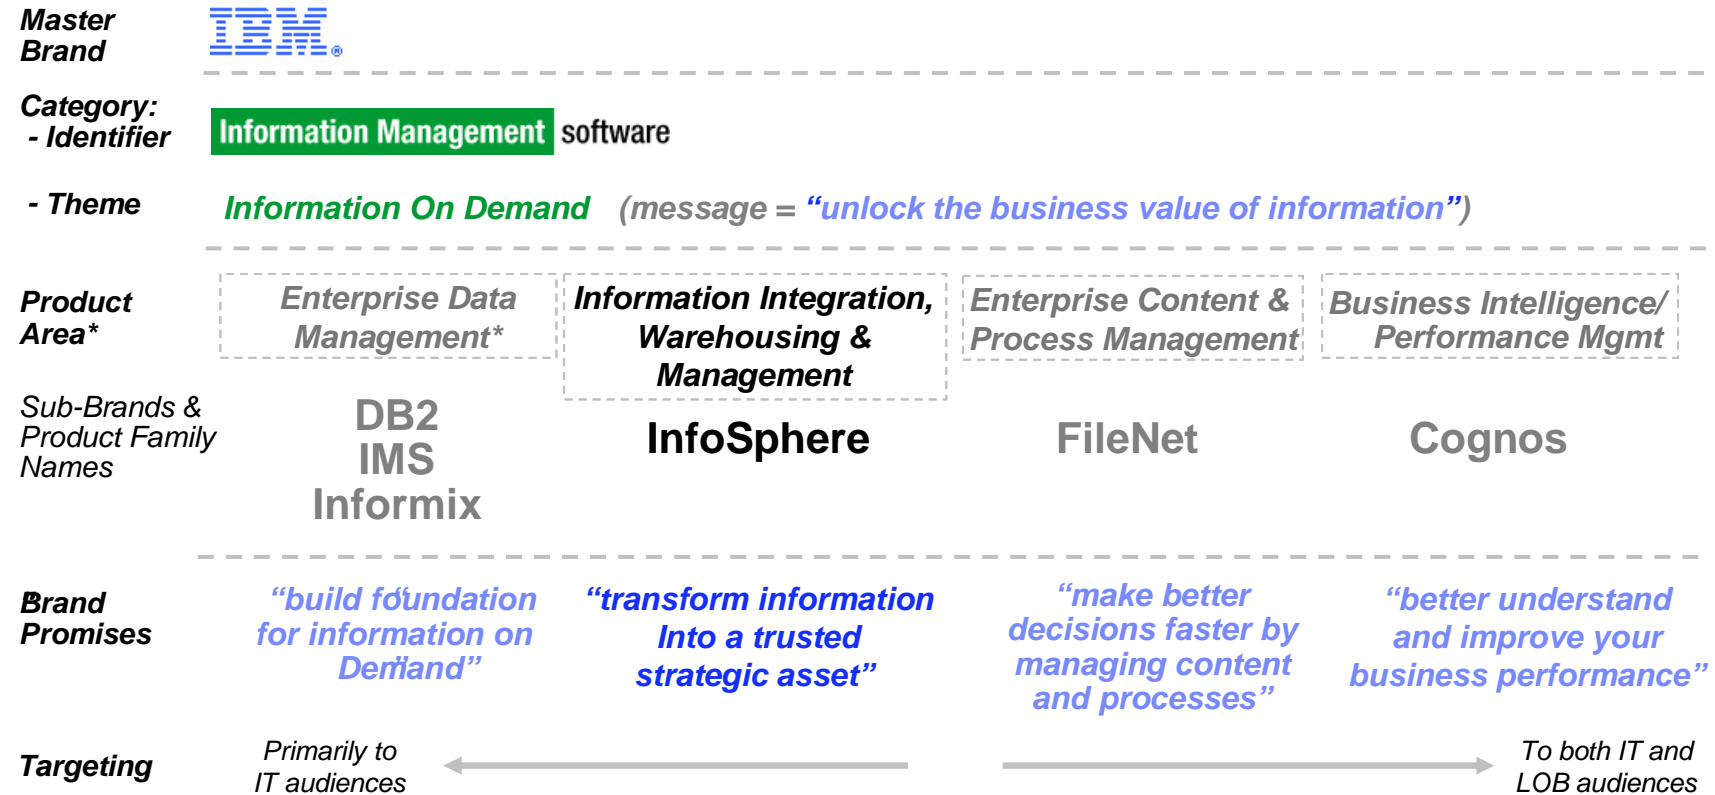 Master
Brand
IBM®
Category:
- Identifier
Information Management software
- Theme
Information On Demand (message = “unlock the business value of information”)
Product
Area*
Enterprise Data
Management*
Information Integration,
Warehousing &
Management
Enterprise Content &
Process Management
Business Intelligence/
Performance Mgmt
Sub-Brands &
Product Family
Names
DB2
IMS
Informix
InfoSphere
FileNet
Cognos
Brand
Promises
“build foundation
for information on
Demand”
“transform information
Into a trusted
strategic asset”
“make better
decisions faster by
managing content
and processes”
“better understand
and improve your
business performance”
Targeting
Primarily to
IT audiences
To both IT and
LOB audiences